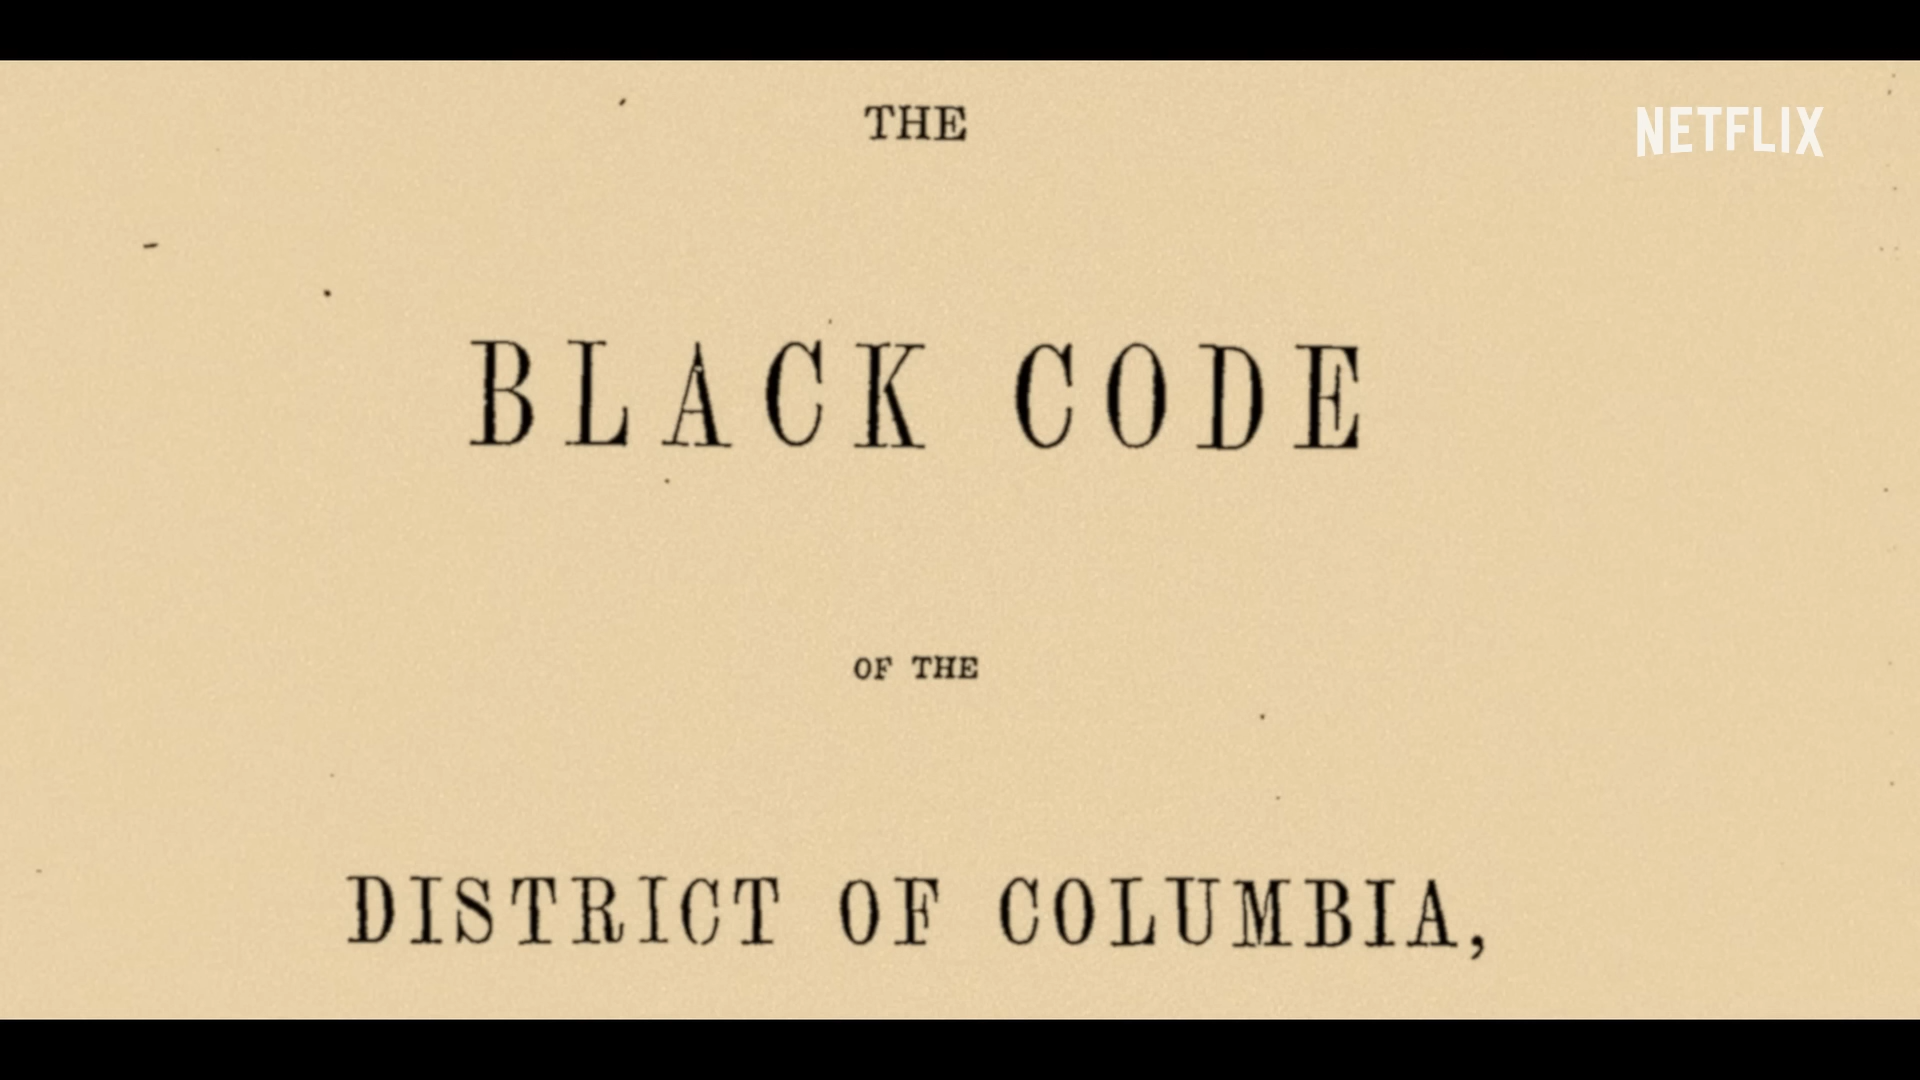 THE
NETFLIX
BLACK CODE
OF THE
DISTRICT OF COLUMBIA,